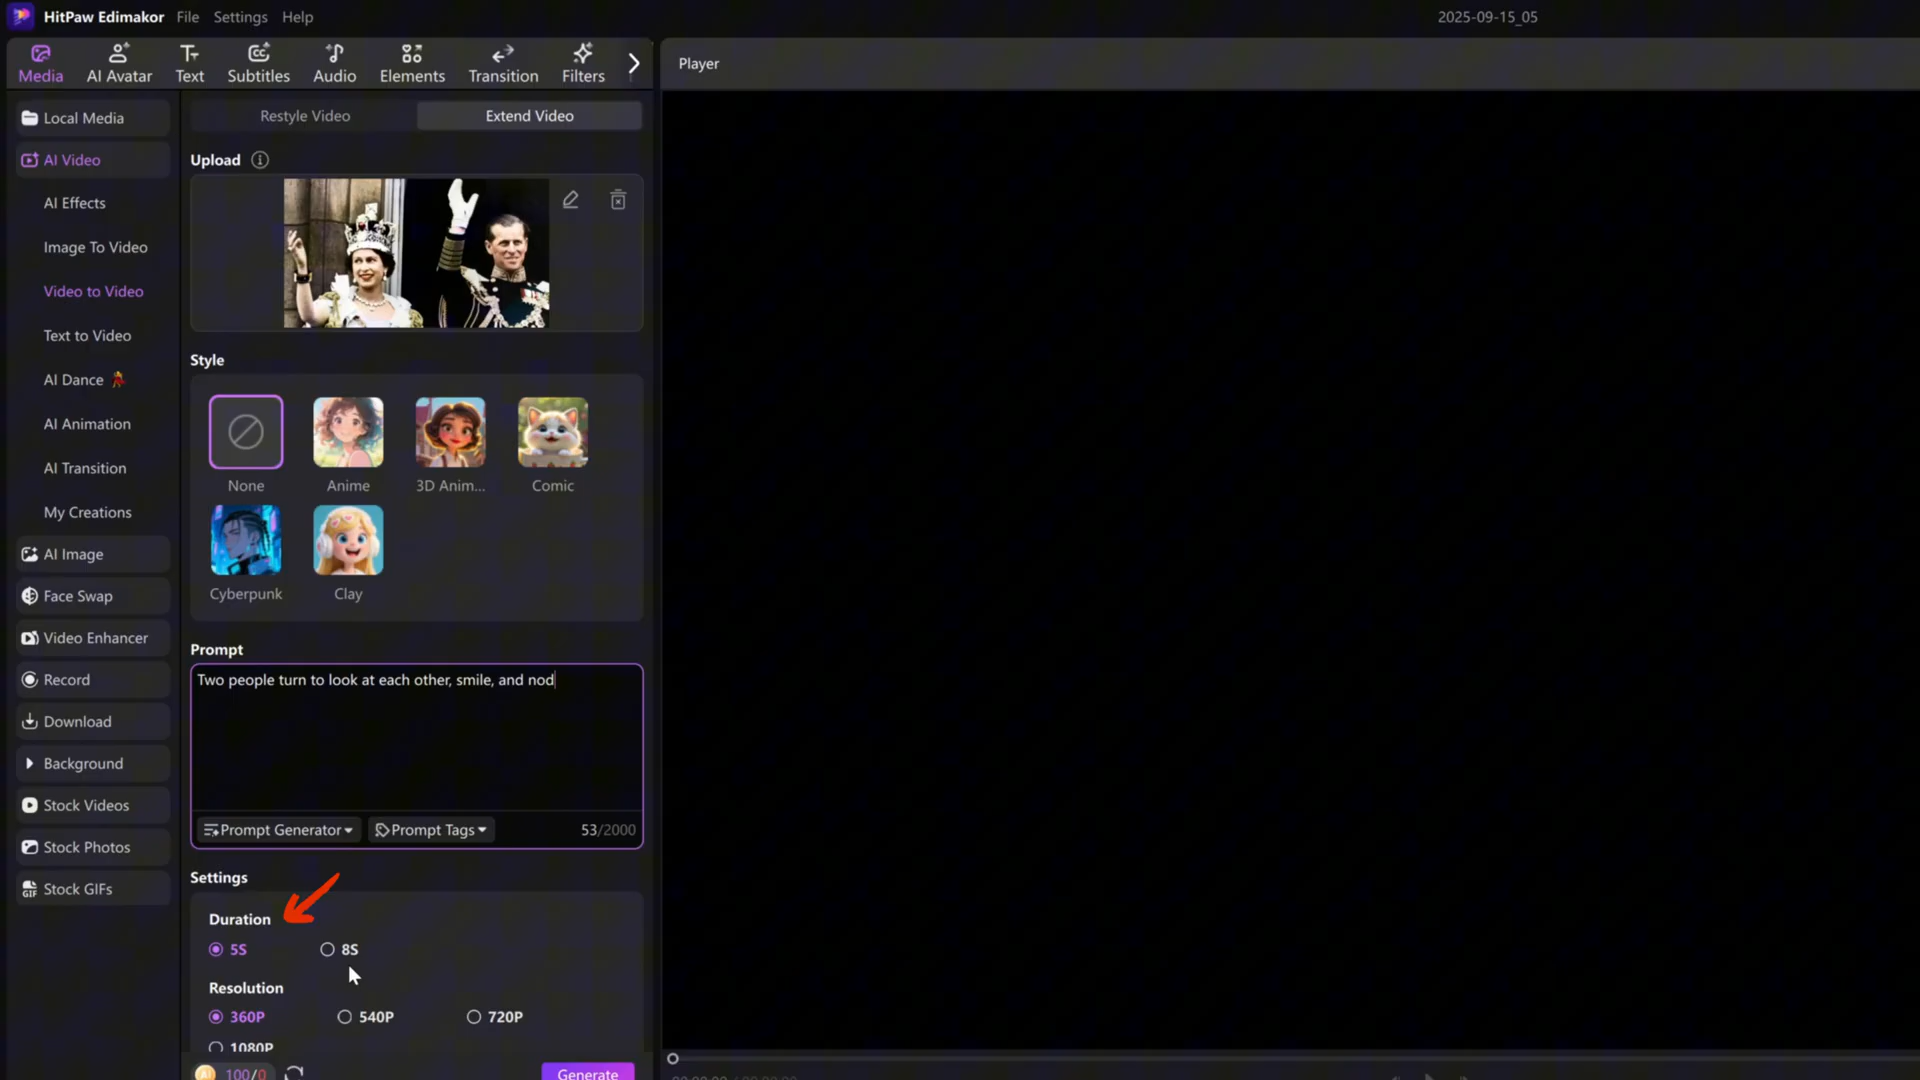 HitPaw Edimakor File Settings Help
2025-09-15_05
Media AI Avatar Text Subtitles Audio Elements Transition Filters
Player
Local Media
AI Video
AI Effects
Image To Video
Video to Video
Text to Video
AI Dance
AI Animation
AI Transition
My Creations
AI Image
Face Swap
Video Enhancer
Record
Download
Background
Stock Videos
Stock Photos
Stock GIFs
Restyle Video Extend Video
Upload
Style
None Anime 3D Anim... Comic
Cyberpunk Clay
Prompt
Two people turn to look at each other, smile, and nod
Prompt Generator Prompt Tags 53/2000
Settings
Duration
5S 8S
Resolution
360P 540P 720P
1080P
100/0 Generate